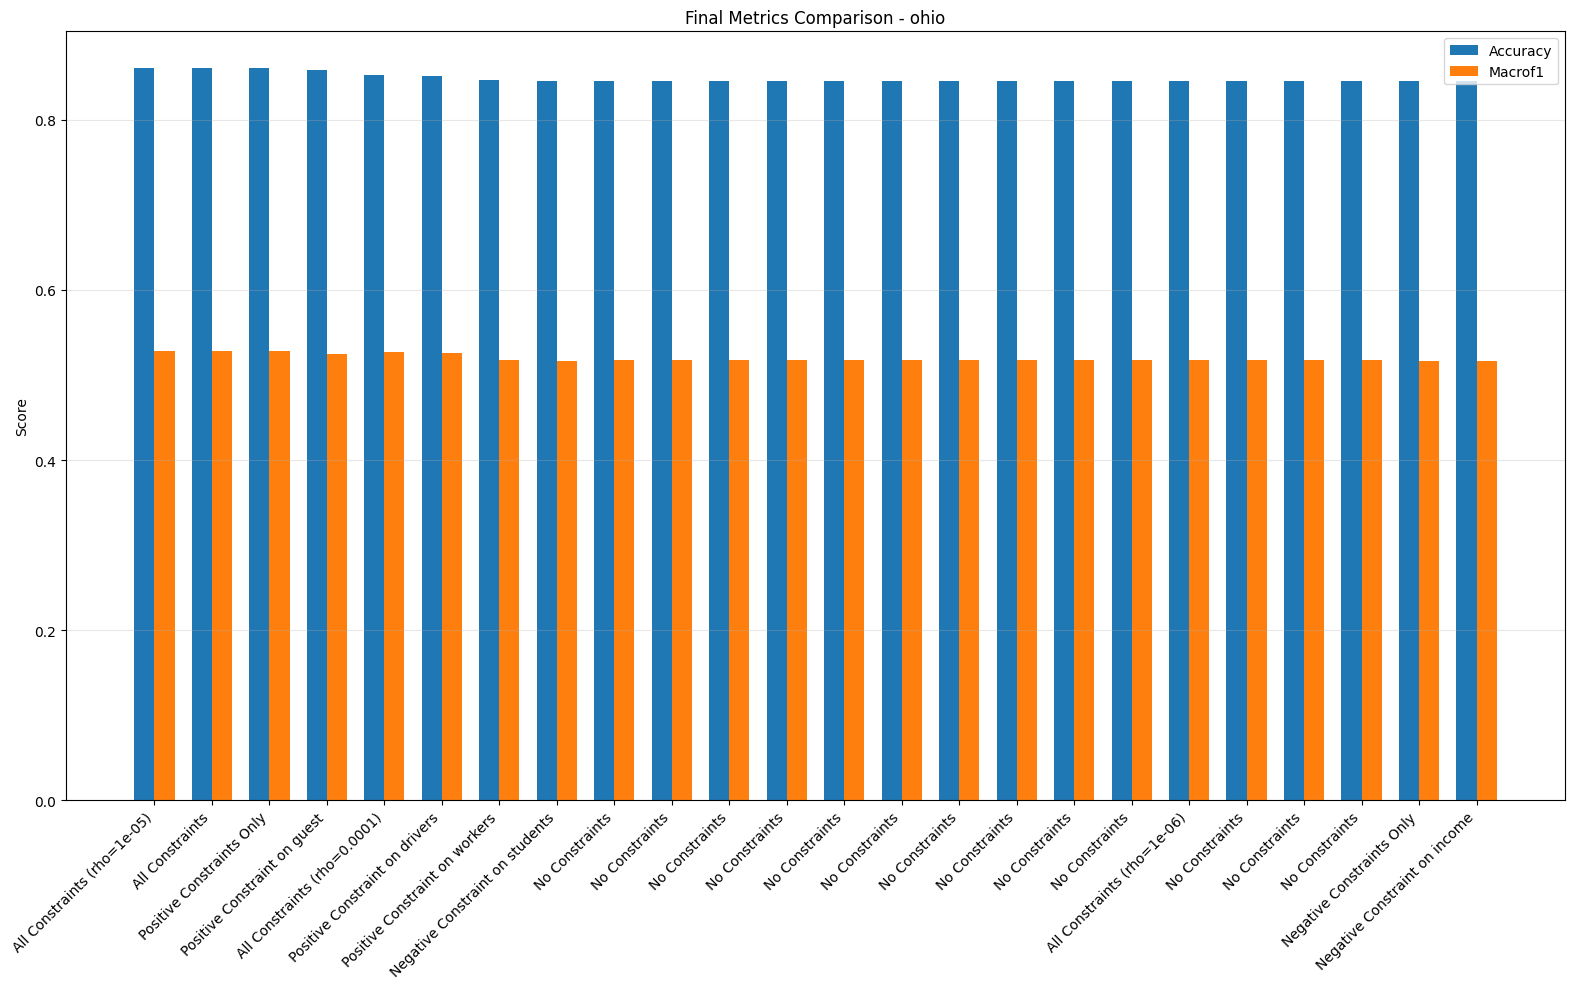 Final Metrics Comparison - ohio
Accuracy
Macrof1
Score
0.8
0.6
0.4
0.2
0.0
All Constraints (rho=1e-05)
All Constraints
Positive Constraints Only
Positive Constraint on guest
All Constraints (rho=0.0001)
Positive Constraint on drivers
Positive Constraint on workers
Negative Constraint on students
No Constraints
No Constraints
No Constraints
No Constraints
No Constraints
No Constraints
No Constraints
No Constraints
No Constraints
No Constraints
All Constraints (rho=1e-06)
No Constraints
No Constraints
No Constraints
Negative Constraints Only
Negative Constraint on income